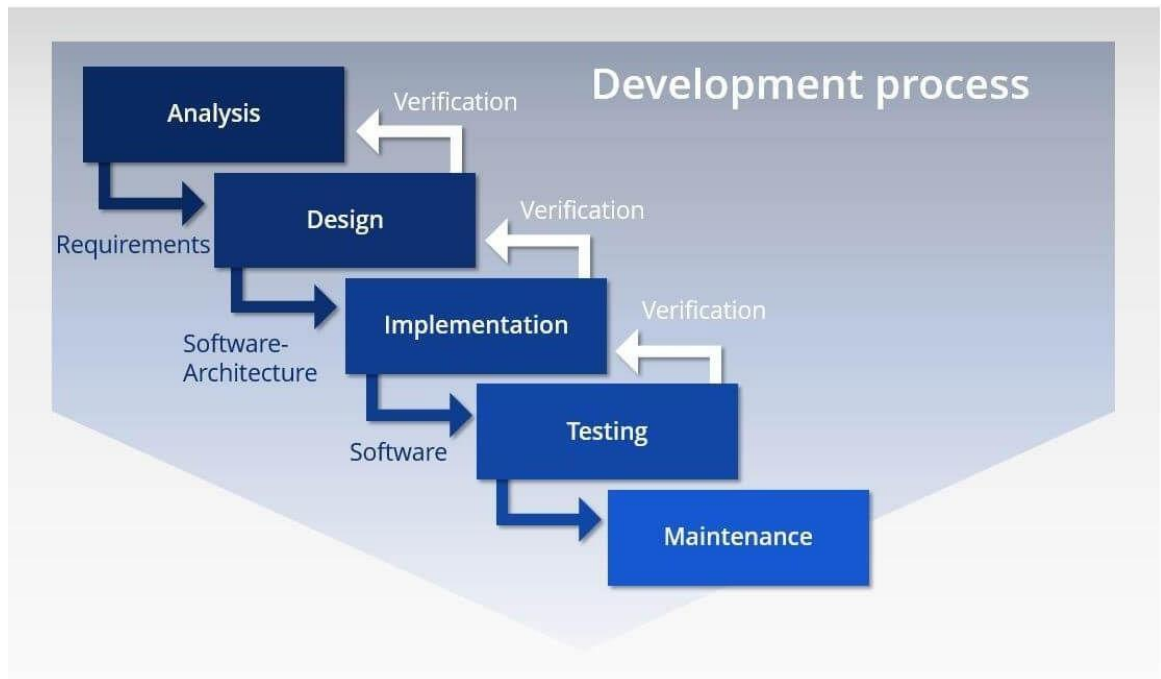 Development process
Analysis
Verification
Requirements
Design
Verification
Software-
Architecture
Implementation
Verification
Software
Testing
Maintenance